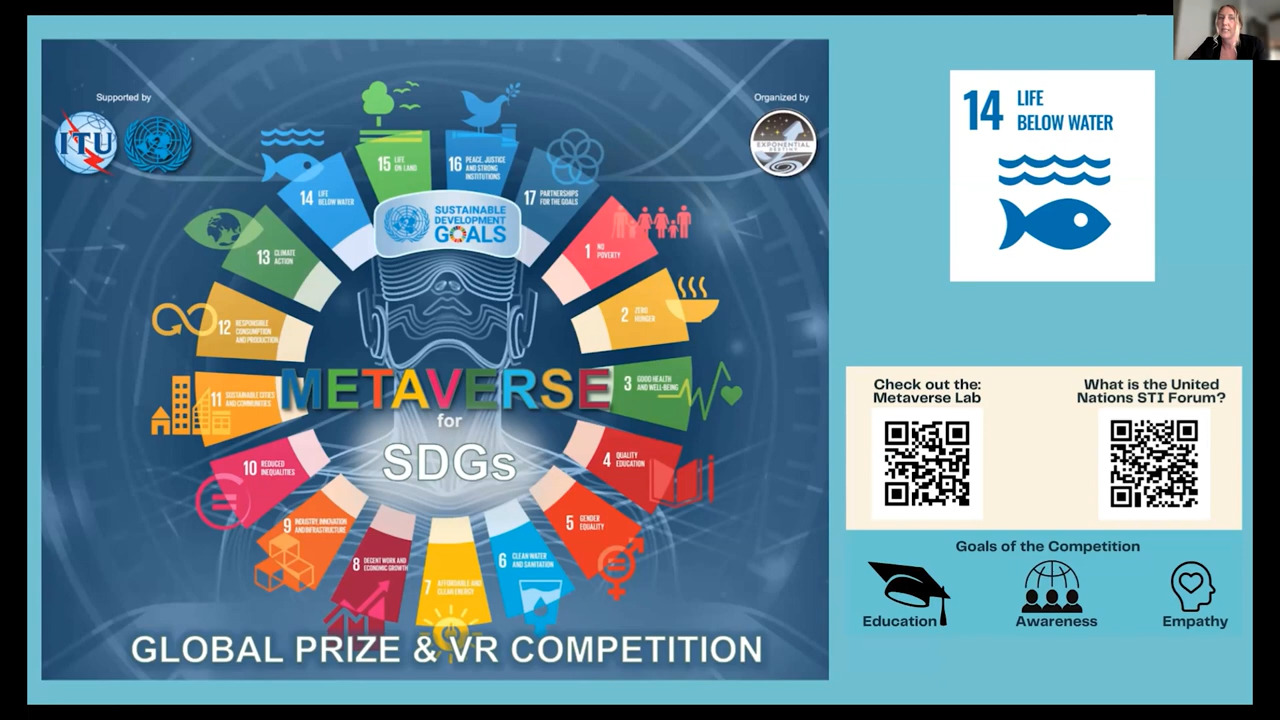 Supported by
ITU
Organized by
EXPONENTIAL
DESTINY
15 LIFE
ON LAND
16 PEACE, JUSTICE
AND STRONG
INSTITUTIONS
14 LIFE
BELOW WATER
17 PARTNERSHIPS
FOR THE GOALS
SUSTAINABLE
DEVELOPMENT
GOALS
13 CLIMATE
ACTION
1 NO
POVERTY
12 RESPONSIBLE
CONSUMPTION
AND PRODUCTION
2 ZERO
HUNGER
11 SUSTAINABLE CITIES
AND COMMUNITIES
3 GOOD HEALTH
AND WELL-BEING
METAVERSE
for
SDGs
10 REDUCED
INEQUALITIES
4 QUALITY
EDUCATION
9 INDUSTRY, INNOVATION
AND INFRASTRUCTURE
5 GENDER
EQUALITY
8 DECENT WORK AND
ECONOMIC GROWTH
7 AFFORDABLE AND
CLEAN ENERGY
6 CLEAN WATER
AND SANITATION
GLOBAL PRIZE & VR COMPETITION
14 LIFE
BELOW WATER
Check out the:
Metaverse Lab
What is the United
Nations STI Forum?
Goals of the Competition
Education
Awareness
Empathy